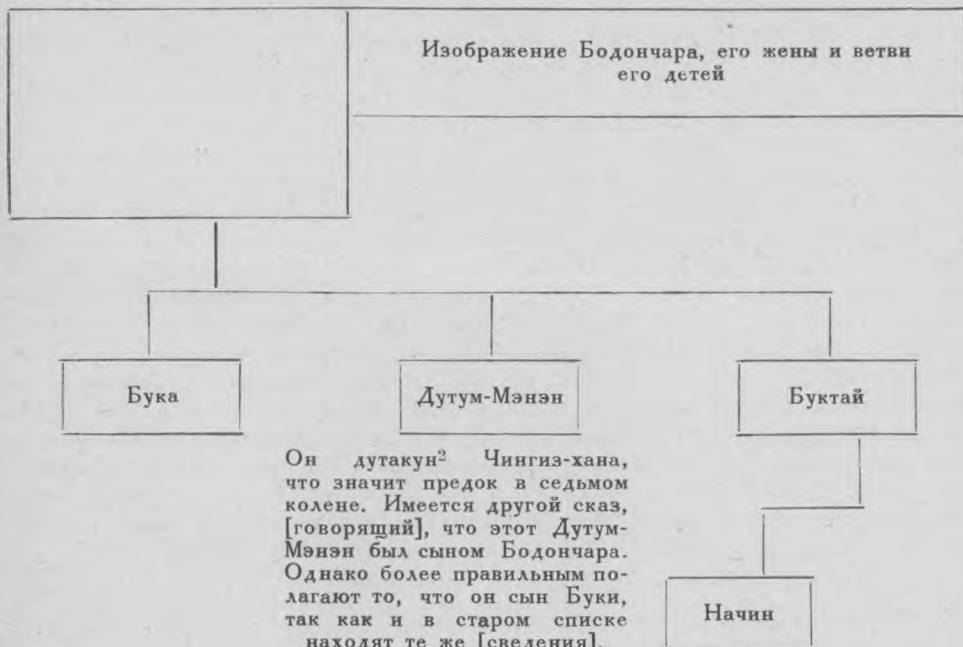 Изображение Бодончара, его жены и ветви
его детей
Бука
Дутум-Мэнэн
Буктай
Он дутакун² Чингиз-хана,
что значит предок в седьмом
колене. Имеется другой сказ,
[говорящий], что этот Дутум-
Мэнэн был сыном Бодончара.
Однако более правильным по-
лагают то, что он сын Буки,
так как и в старом списке
находят те же [сведения].
Начин